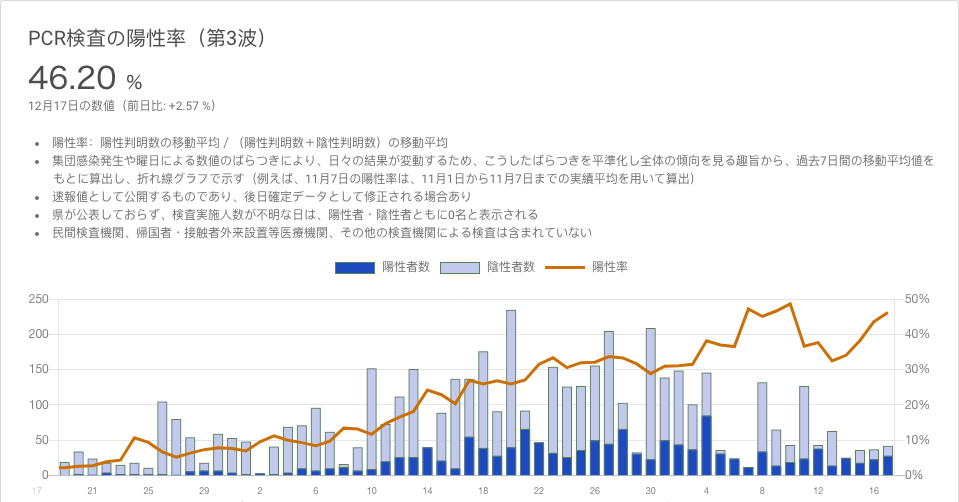 PCR検査の陽性率（第3波）
46.20 %
12月17日の数値（前日比: +2.57 %）
• 陽性率：陽性判明数の移動平均 / （陽性判明数＋陰性判明数）の移動平均
• 集団感染発生や曜日による数値のばらつきにより、日々の結果が変動するため、こうしたばらつきを平準化し全体の傾向を見る趣旨から、過去7日間の移動平均値を
もとに算出し、折れ線グラフで示す（例えば、11月7日の陽性率は、11月1日から11月7日までの実績平均を用いて算出）
• 速報値として公開するものであり、後日確定データとして修正される場合あり
• 県が公表しておらず、検査実施人数が不明な日は、陽性者・陰性者ともに0名と表示される
• 民間検査機関、帰国者・接触者外来設置等医療機関、その他の検査機関による検査は含まれていない
陽性者数 陰性者数 陽性率
250 50%
200 40%
150 30%
100 20%
50 10%
0 0%
17 21 25 29 2 6 10 14 18 22 26 30 4 8 12 16